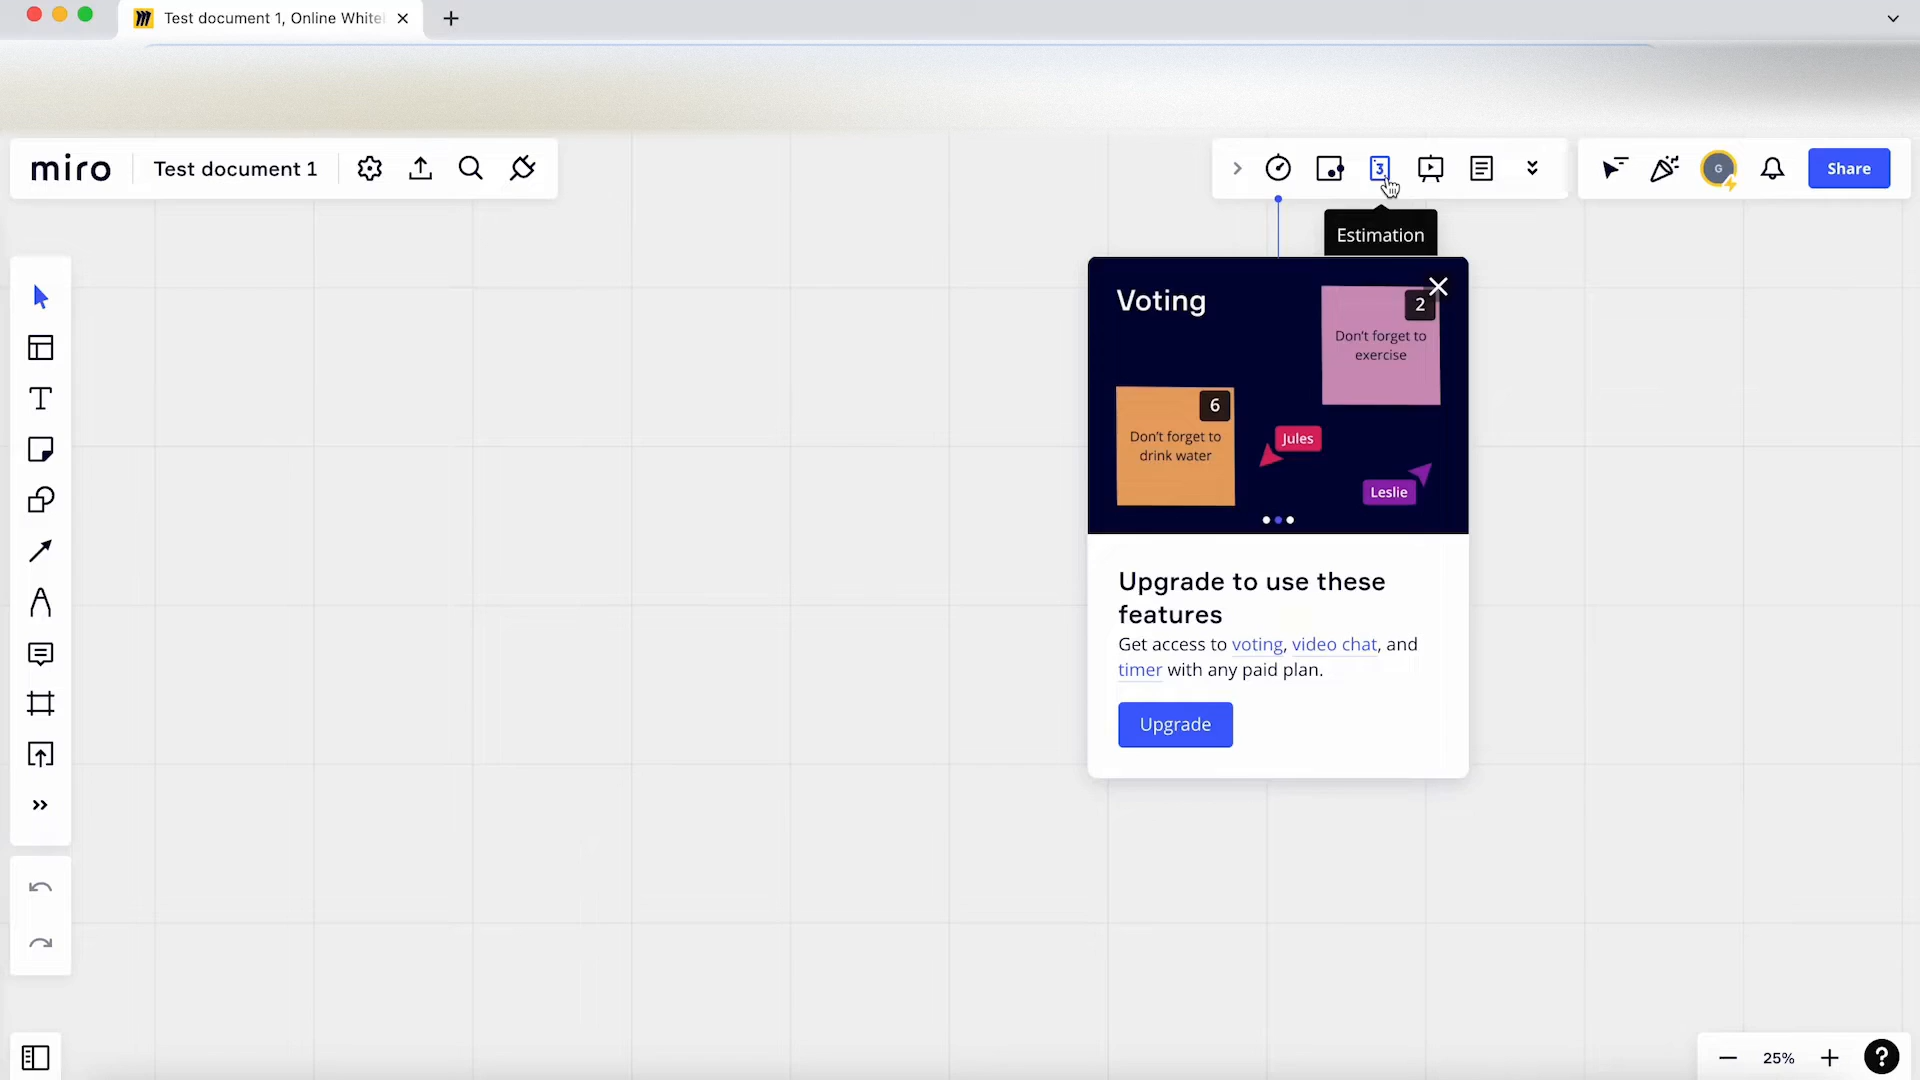 Test document 1, Online White
miro
Test document 1
3
G
Share
Estimation
Voting
2
Don't forget to
exercise
6
Don't forget to
drink water
Jules
Leslie
Upgrade to use these
features
Get access to voting, video chat, and
timer with any paid plan.
Upgrade
25%
?